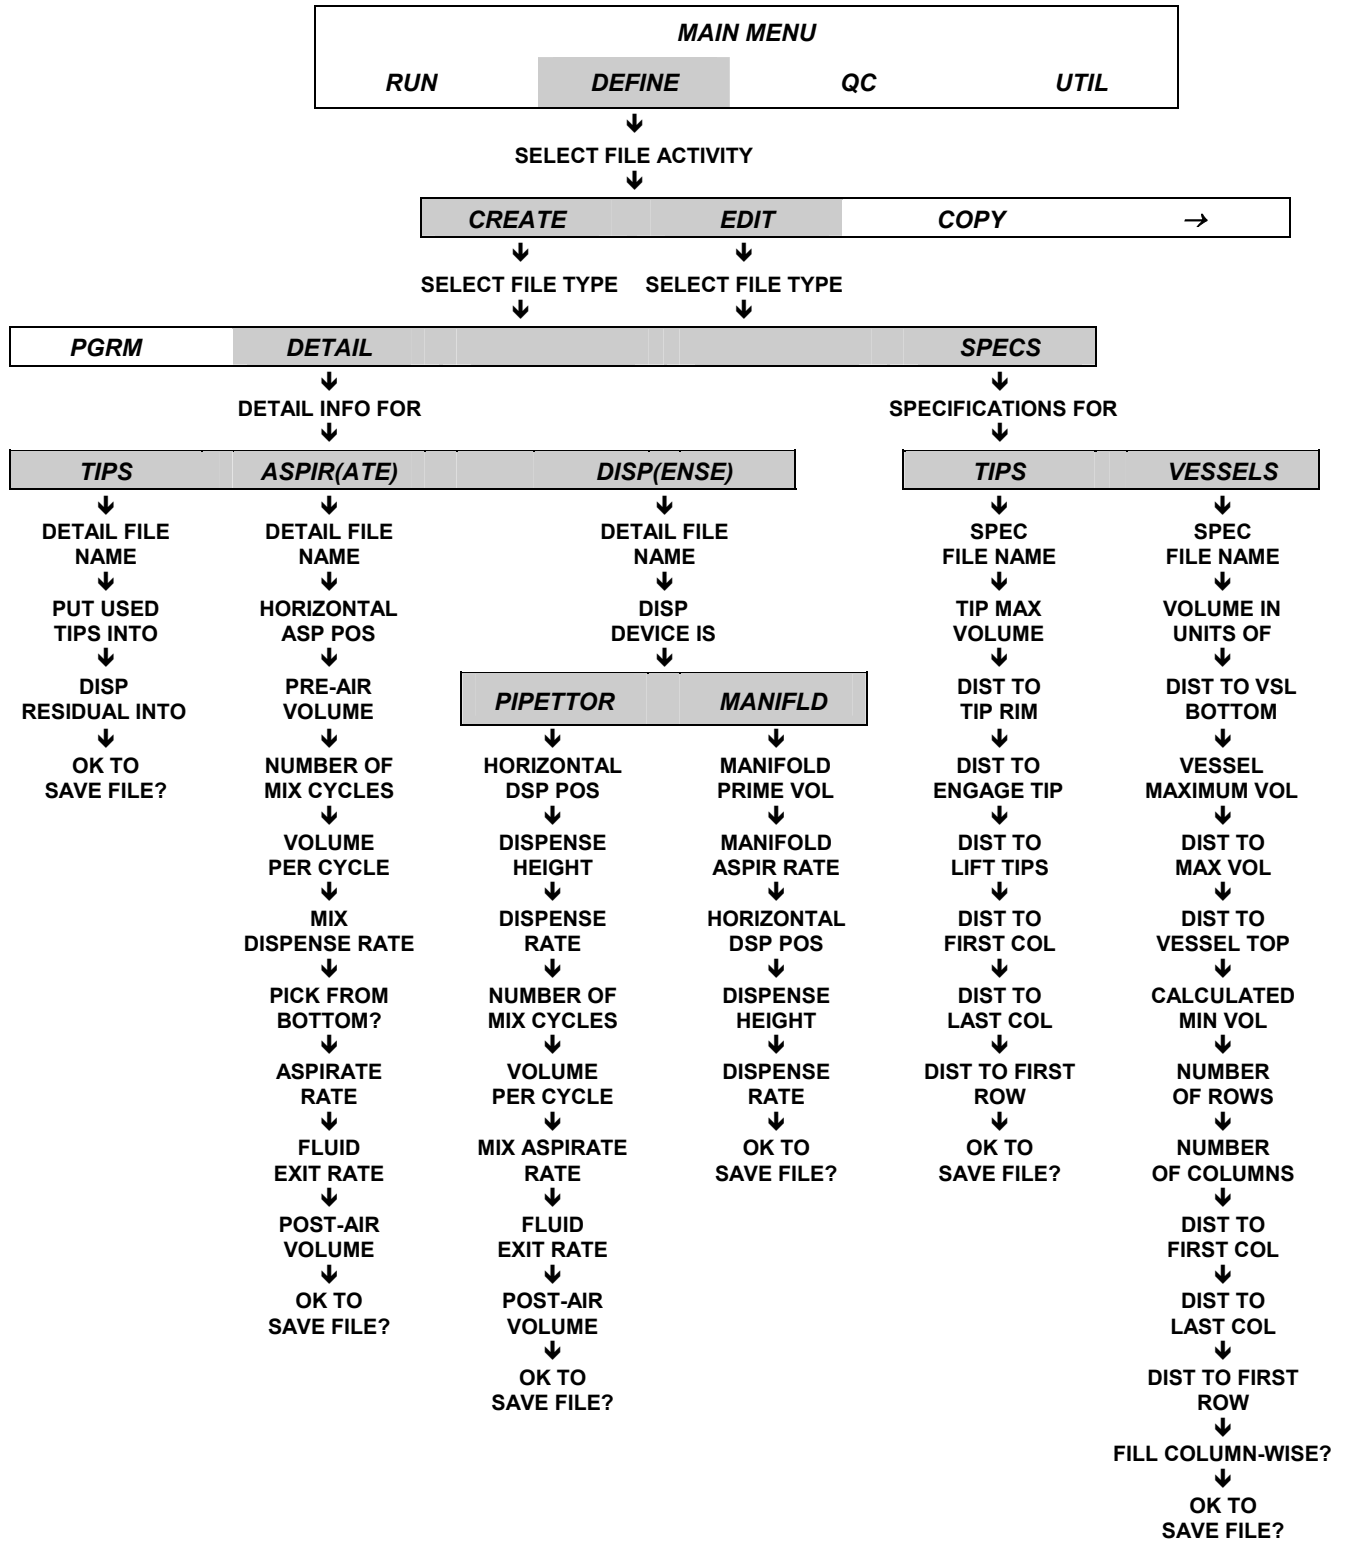 MAIN MENU
RUN DEFINE QC UTIL
SELECT FILE ACTIVITY
CREATE EDIT COPY →
SELECT FILE TYPE SELECT FILE TYPE
PGRM DETAIL SPECS
DETAIL INFO FOR SPECIFICATIONS FOR
TIPS ASPIR(ATE) DISP(ENSE) TIPS VESSELS
DETAIL FILE
NAME
PUT USED
TIPS INTO
DISP
RESIDUAL INTO
OK TO
SAVE FILE?
DETAIL FILE
NAME
HORIZONTAL
ASP POS
PRE-AIR
VOLUME
NUMBER OF
MIX CYCLES
VOLUME
PER CYCLE
MIX
DISPENSE RATE
PICK FROM
BOTTOM?
ASPIRATE
RATE
FLUID
EXIT RATE
POST-AIR
VOLUME
OK TO
SAVE FILE?
DETAIL FILE
NAME
DISP
DEVICE IS
PIPETTOR MANIFLD
HORIZONTAL
DSP POS
DISPENSE
HEIGHT
DISPENSE
RATE
NUMBER OF
MIX CYCLES
VOLUME
PER CYCLE
MIX ASPIRATE
RATE
FLUID
EXIT RATE
POST-AIR
VOLUME
OK TO
SAVE FILE?
MANIFOLD
PRIME VOL
MANIFOLD
ASPIR RATE
HORIZONTAL
DSP POS
DISPENSE
HEIGHT
DISPENSE
RATE
OK TO
SAVE FILE?
SPEC
FILE NAME
TIP MAX
VOLUME
DIST TO
TIP RIM
DIST TO
ENGAGE TIP
DIST TO
LIFT TIPS
DIST TO
FIRST COL
DIST TO
LAST COL
DIST TO FIRST
ROW
OK TO
SAVE FILE?
SPEC
FILE NAME
VOLUME IN
UNITS OF
DIST TO VSL
BOTTOM
VESSEL
MAXIMUM VOL
DIST TO
MAX VOL
DIST TO
VESSEL TOP
CALCULATED
MIN VOL
NUMBER
OF ROWS
NUMBER
OF COLUMNS
DIST TO
FIRST COL
DIST TO
LAST COL
DIST TO FIRST
ROW
FILL COLUMN-WISE?
OK TO
SAVE FILE?